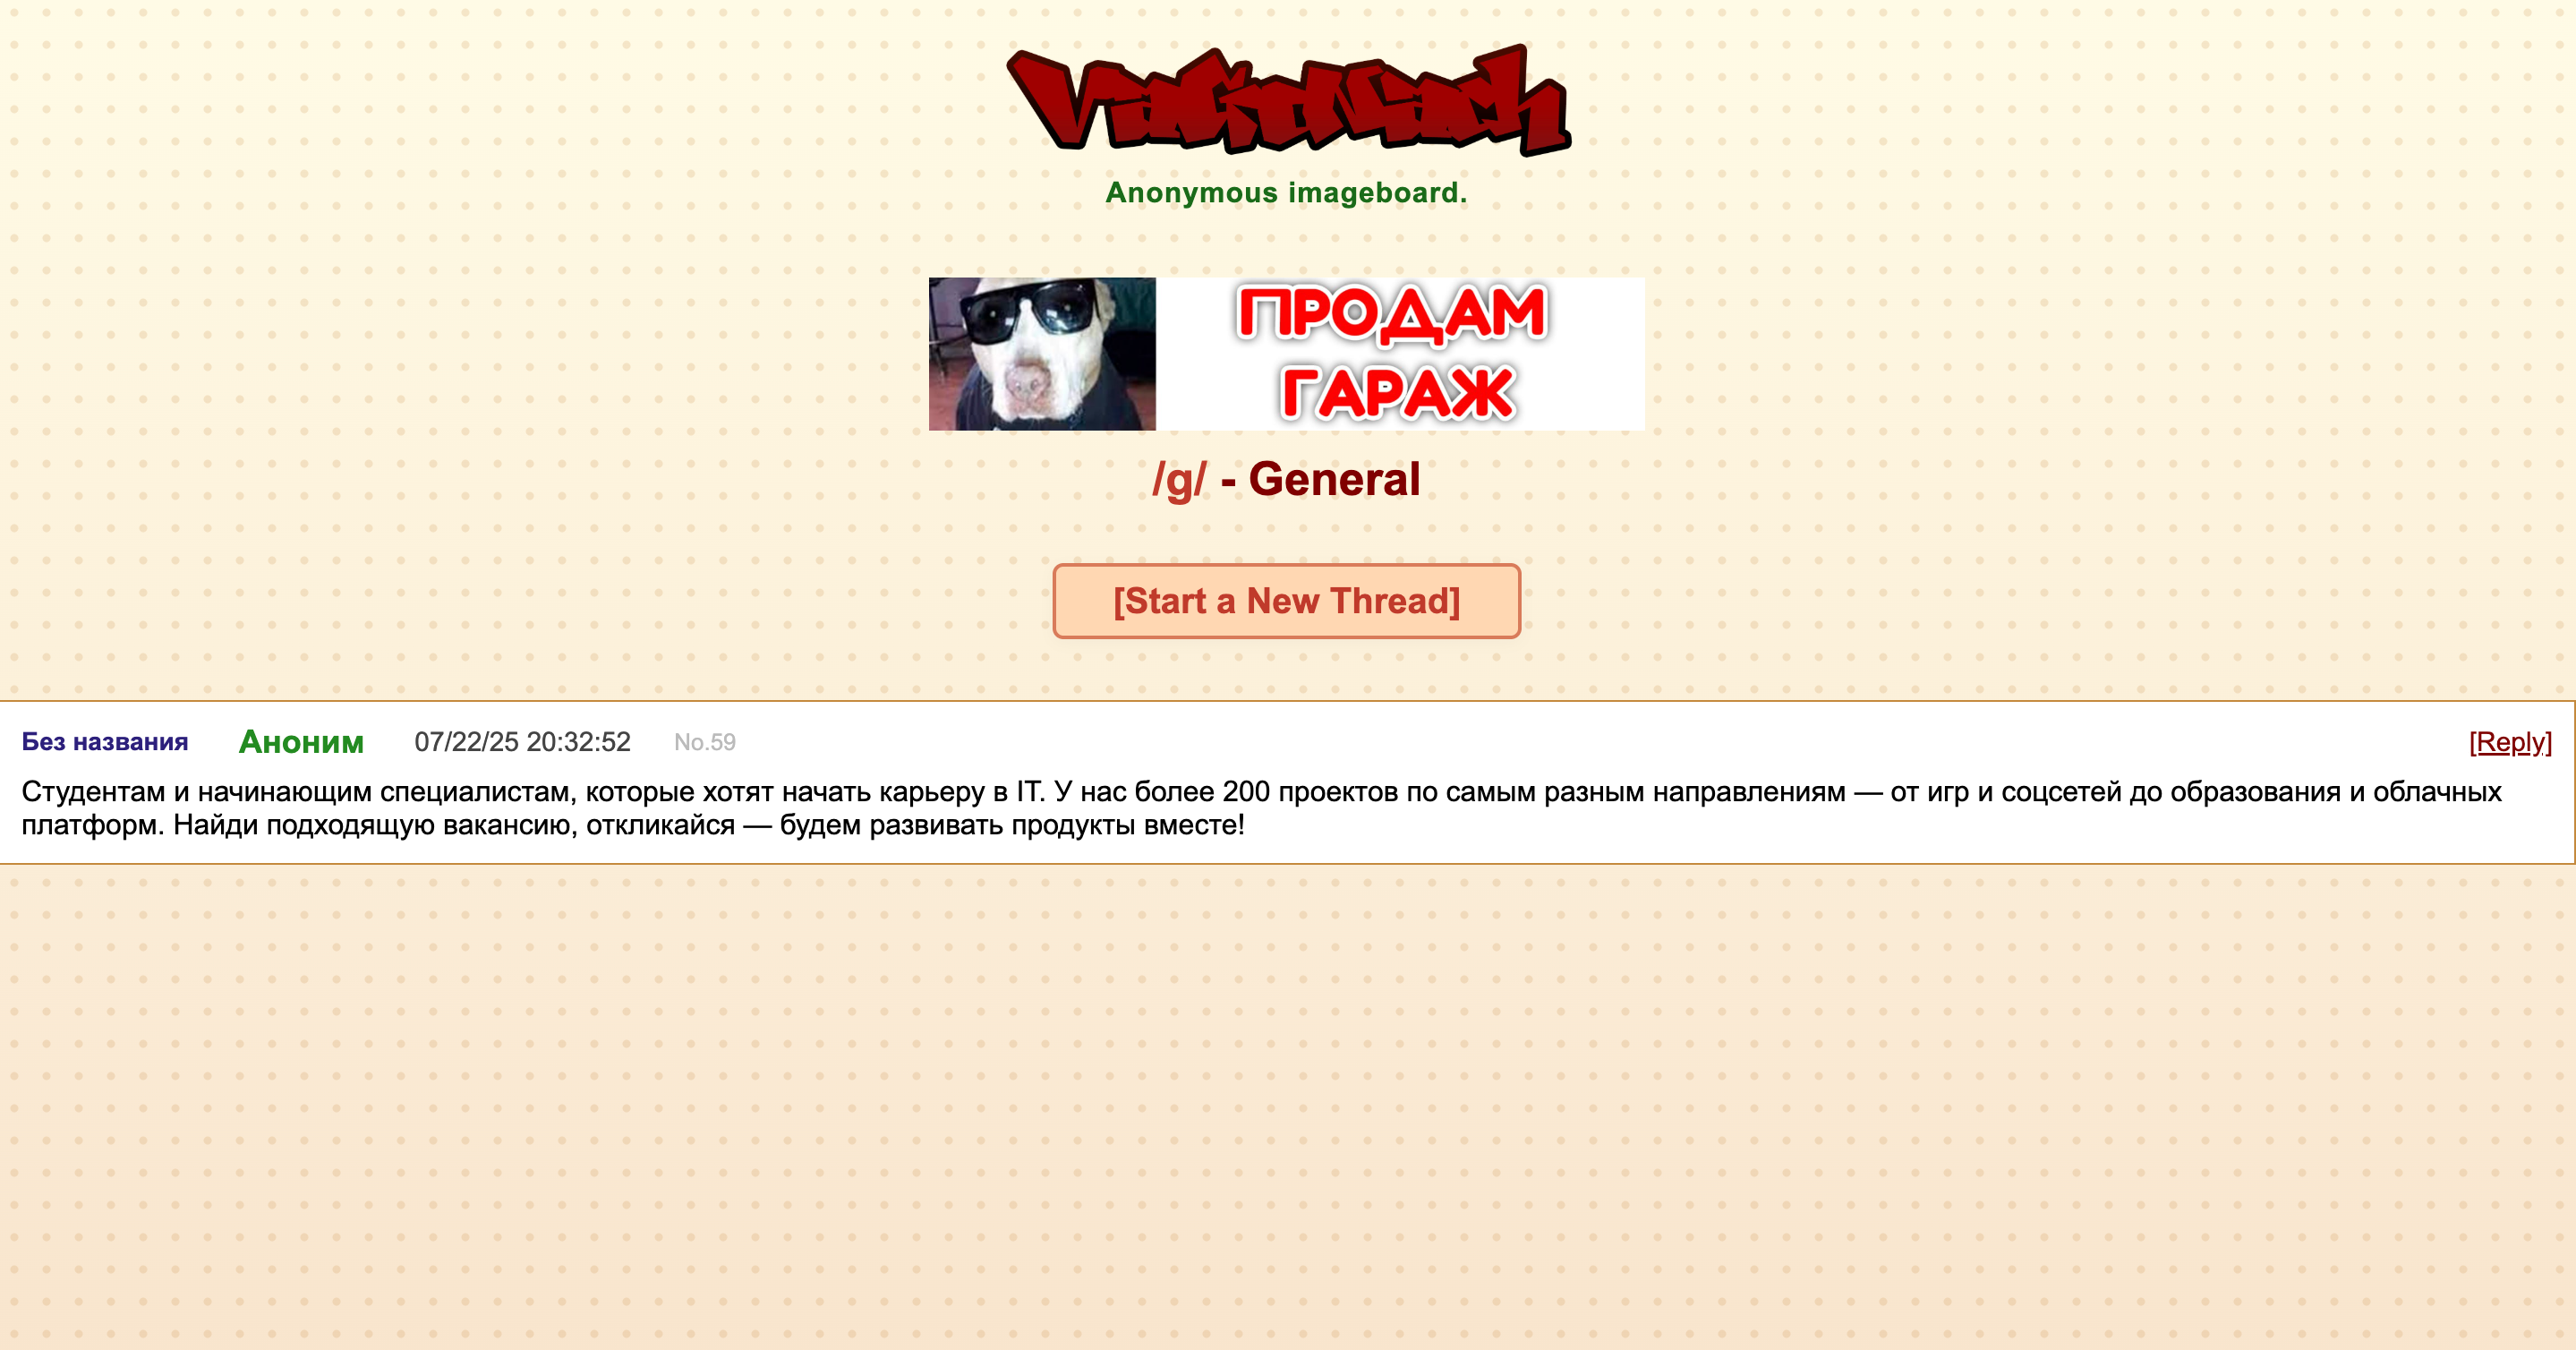 Anonymous imageboard.
ПРОДАМ
ГАРАЖ
/g/ - General
[Start a New Thread]
Без названия Аноним 07/22/25 20:32:52 No.59 [Reply]
Студентам и начинающим специалистам, которые хотят начать карьеру в IT. У нас более 200 проектов по самым разным направлениям — от игр и соцсетей до образования и облачных
платформ. Найди подходящую вакансию, откликайся — будем развивать продукты вместе!